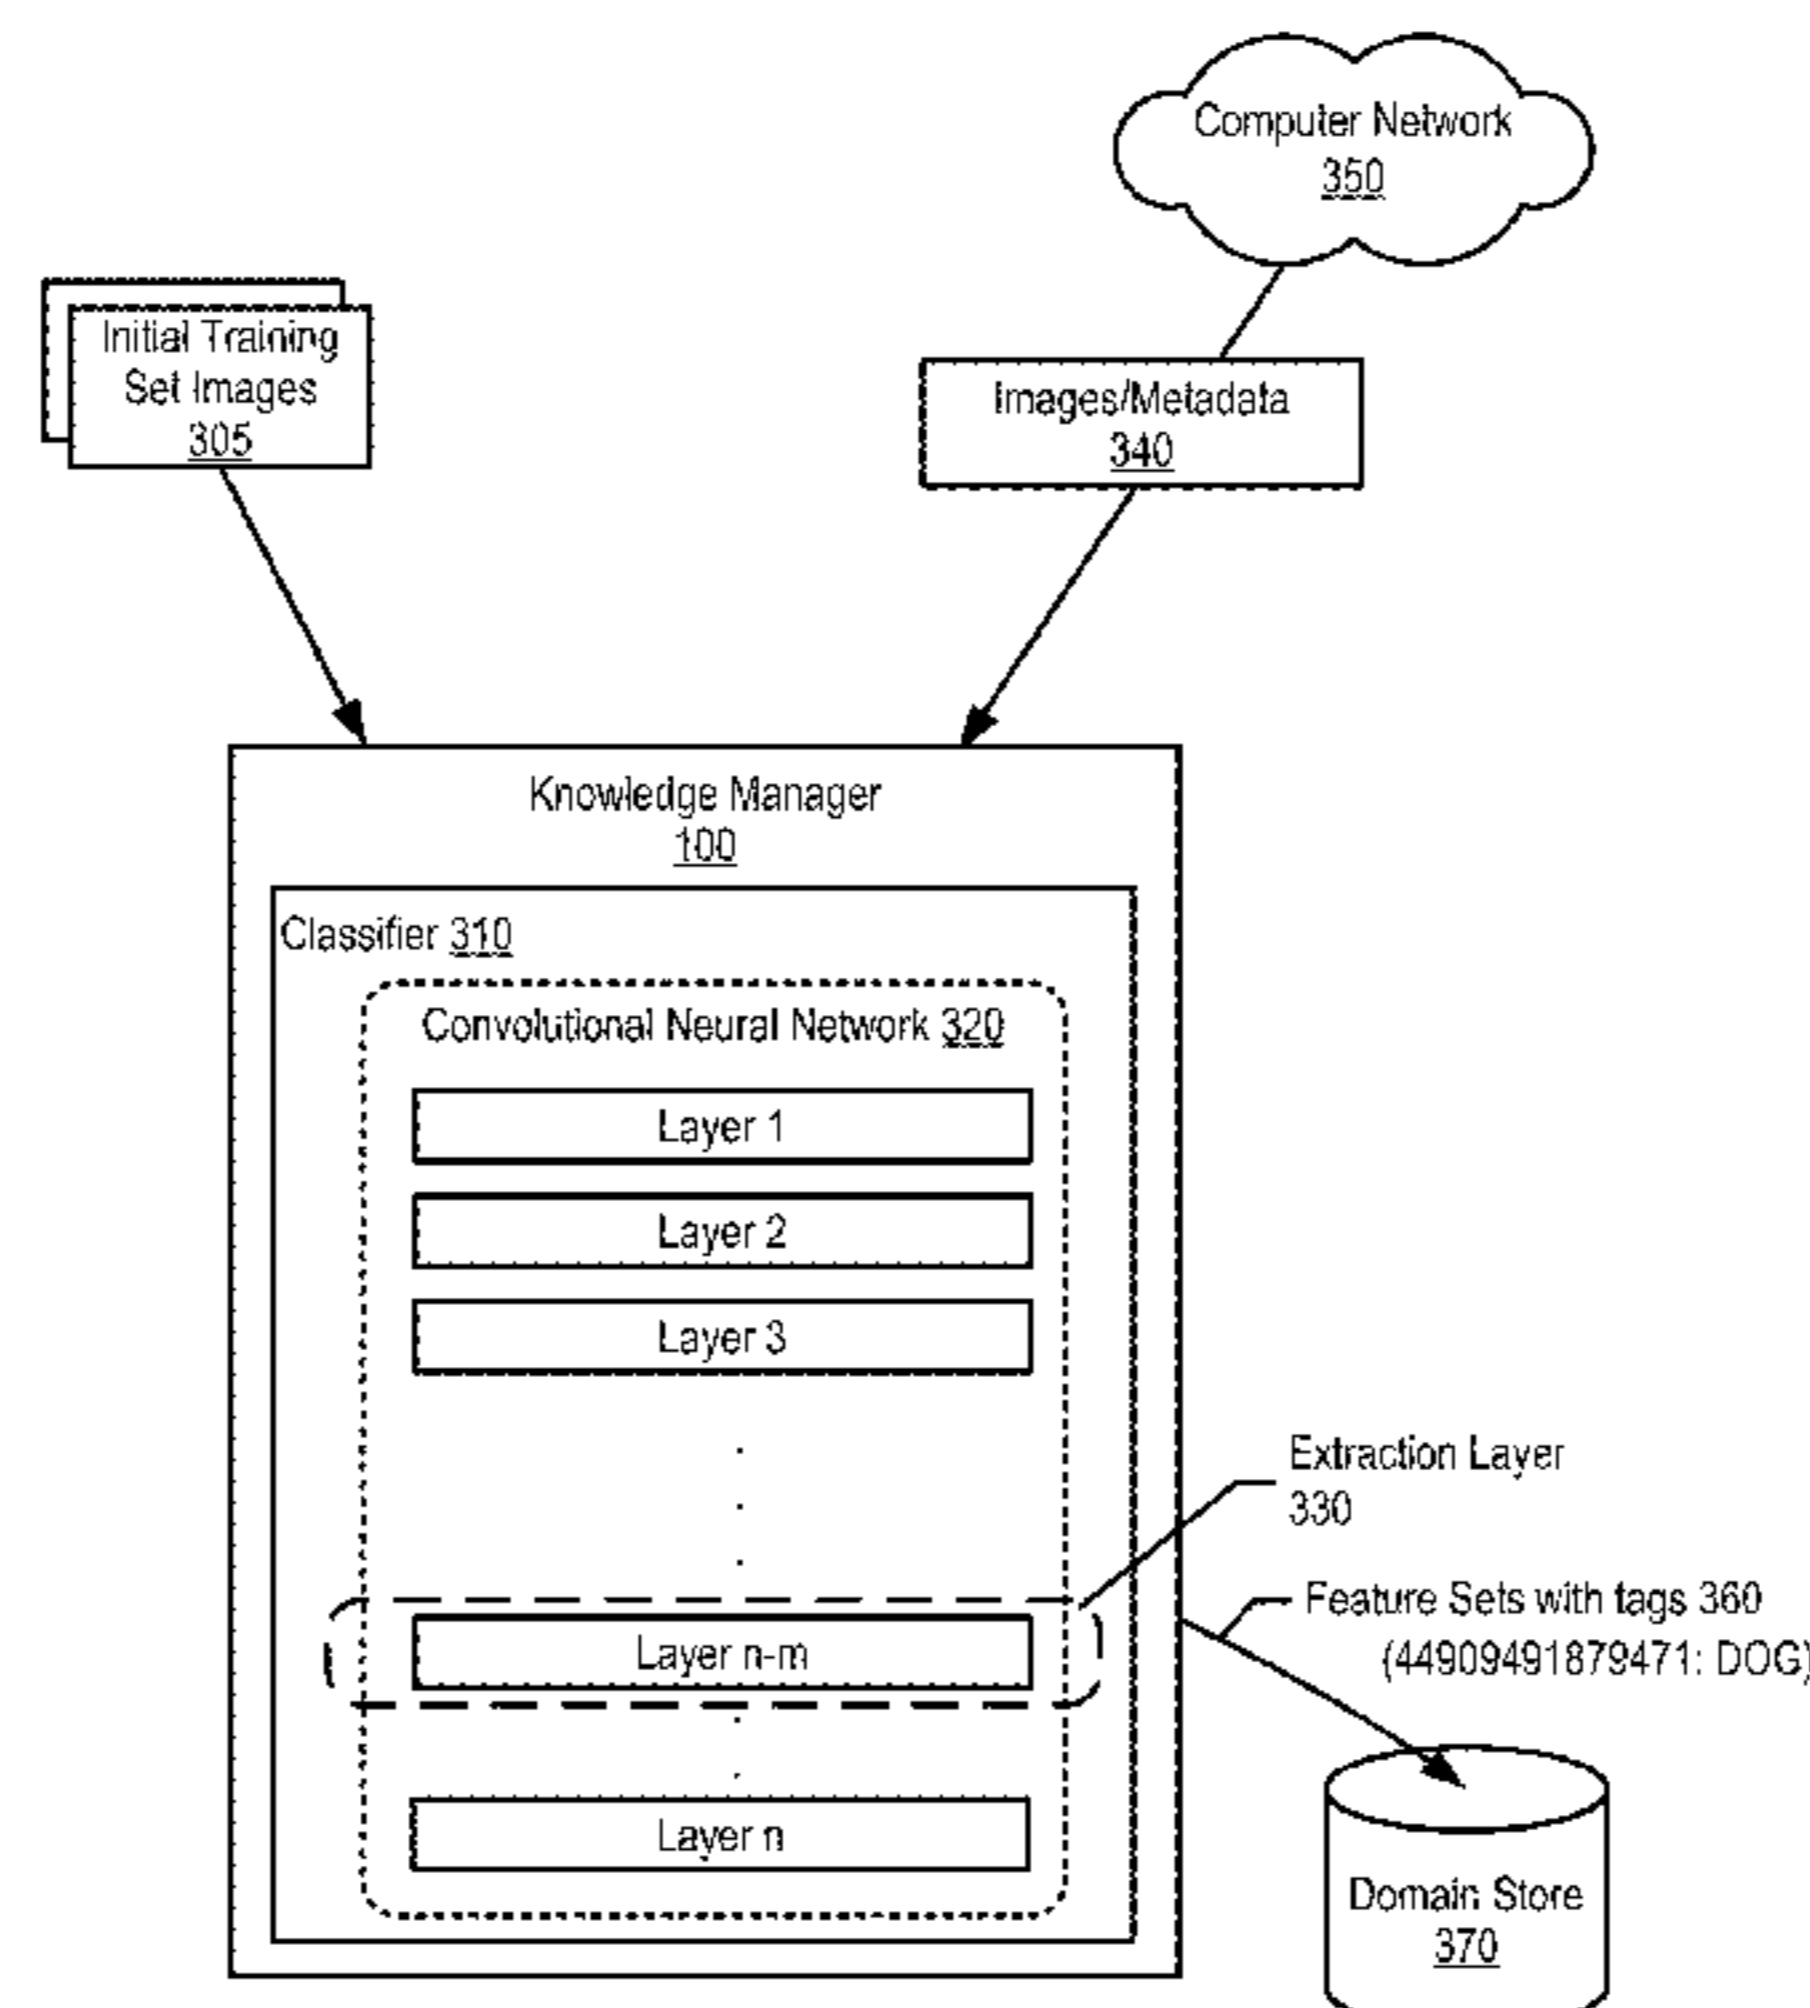 Computer Network
350
Initial Training
Set Images
305
Images/Metadata
340
Knowledge Manager
100
Classifier 310
Convolutional Neural Network 320
Layer 1
Layer 2
Layer 3
Extraction Layer
330
Layer n-m
Feature Sets with tags 360
(44909491879471: DOG)
Layer n
Domain Store
370